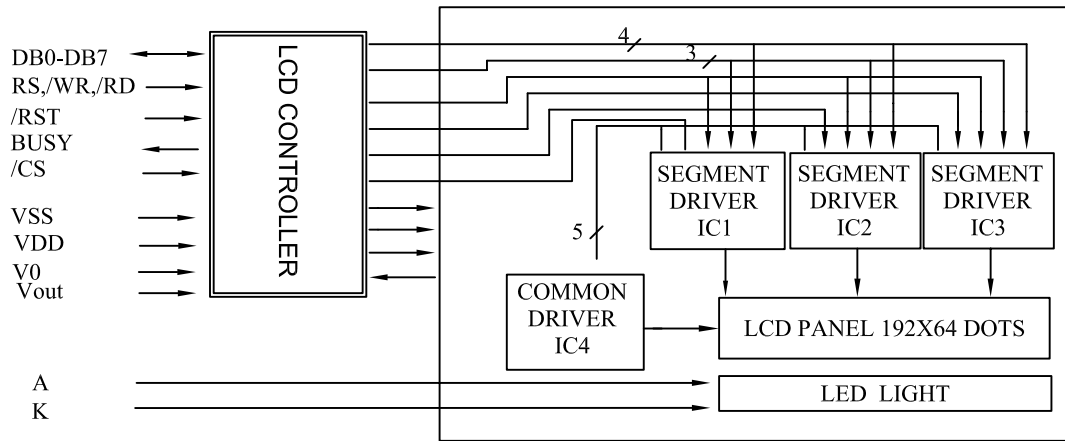 DB0-DB7
RS,/WR,/RD
/RST
BUSY
/CS
VSS
VDD
V0
Vout
A
K
LCD CONTROLLER
4
3
5
SEGMENT
DRIVER
IC1
SEGMENT
DRIVER
IC2
SEGMENT
DRIVER
IC3
COMMON
DRIVER
IC4
LCD PANEL 192X64 DOTS
LED LIGHT